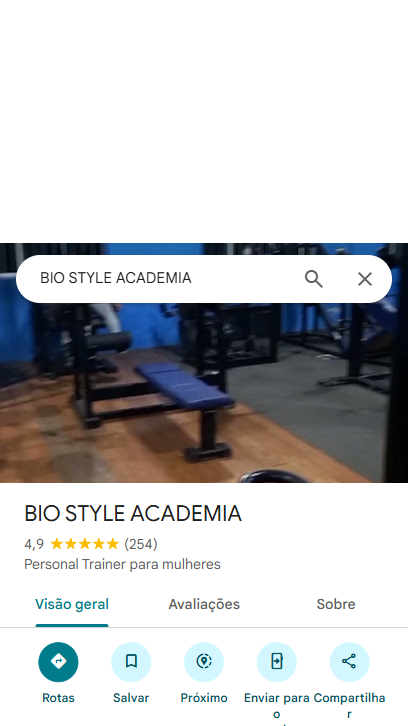 BIO STYLE ACADEMIA
BIO STYLE ACADEMIA
4,9 (254)
Personal Trainer para mulheres
Visão geral Avaliações Sobre
Rotas Salvar Próximo Enviar para o Compartilhar